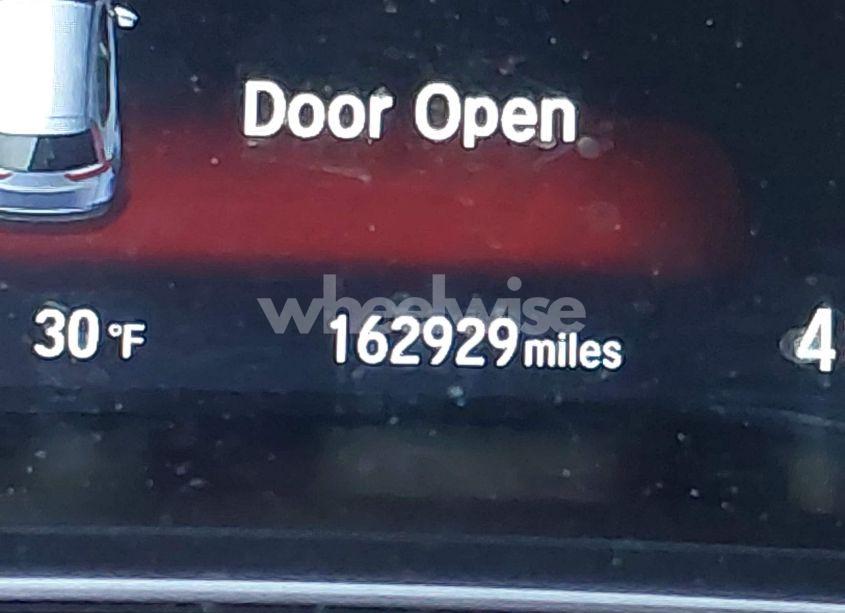 Door Open
wheelwise
30 °F 162929 miles 4